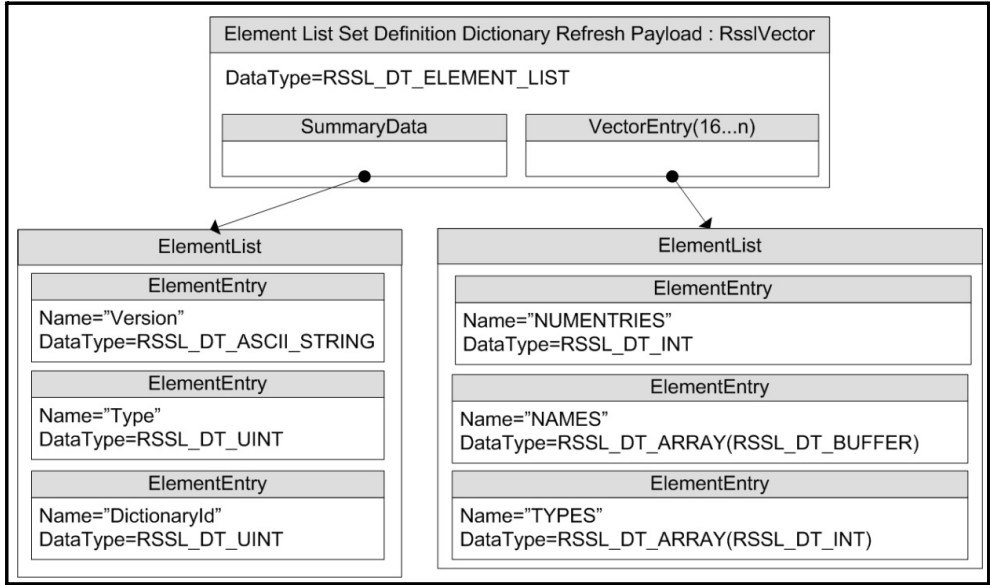 Element List Set Definition Dictionary Refresh Payload : RsslVector
DataType=RSSL_DT_ELEMENT_LIST
SummaryData
VectorEntry(16...n)
ElementList
ElementEntry
Name=”Version”
DataType=RSSL_DT_ASCII_STRING
ElementEntry
Name=”Type”
DataType=RSSL_DT_UINT
ElementEntry
Name=”DictionaryId”
DataType=RSSL_DT_UINT
ElementList
ElementEntry
Name=”NUMENTRIES”
DataType=RSSL_DT_INT
ElementEntry
Name=”NAMES”
DataType=RSSL_DT_ARRAY(RSSL_DT_BUFFER)
ElementEntry
Name=”TYPES”
DataType=RSSL_DT_ARRAY(RSSL_DT_INT)